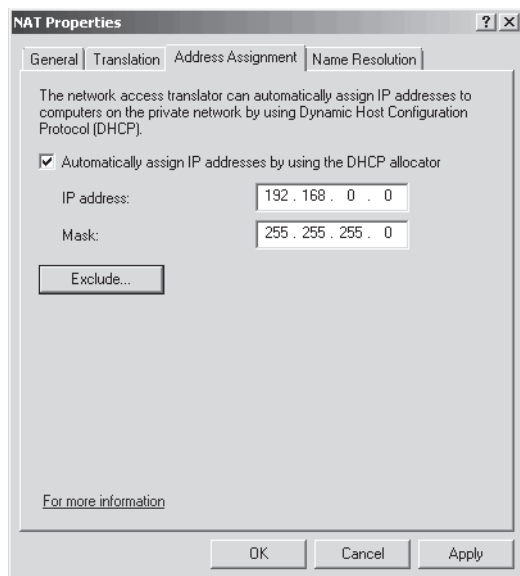 NAT Properties
? X
General Translation Address Assignment Name Resolution
The network access translator can automatically assign IP addresses to
computers on the private network by using Dynamic Host Configuration
Protocol (DHCP).
Automatically assign IP addresses by using the DHCP allocator
IP address: 192 . 168 . 0 . 0
Mask: 255 . 255 . 255 . 0
Exclude...
For more information
OK Cancel Apply